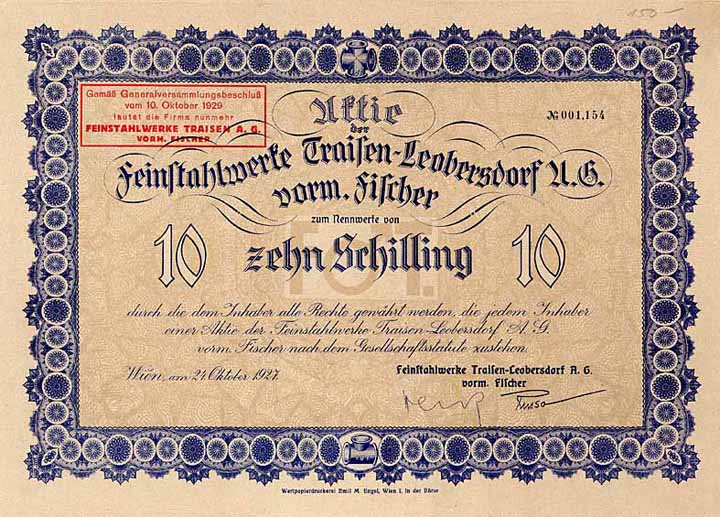 150-
Gemäß Generalversammlungsbeschluß
vom 10. Oktober 1929
lautet die Firma nunmehr
FEINSTAHLWERKE TRAISEN A. G.
VORM. FISCHER
Aktie
№ 001,154
der
Feinstahlwerke Traisen-Leobersdorf A.G.
vorm. Fischer
zum Nennwerte von
10 zehn Schilling 10
durch die dem Inhaber alle Rechte gewährt werden, die jedem Inhaber
einer Aktie der Feinstahlwerke Traisen-Leobersdorf A. G.
vorm. Fischer nach dem Gesellschaftsstatute zustehen.
Wien, am 24. Oktober 1927.
Feinstahlwerke Traisen-Leobersdorf A. G.
vorm. Fischer
Wertpapierdruckerei Emil M. Engel, Wien I, in der Börse